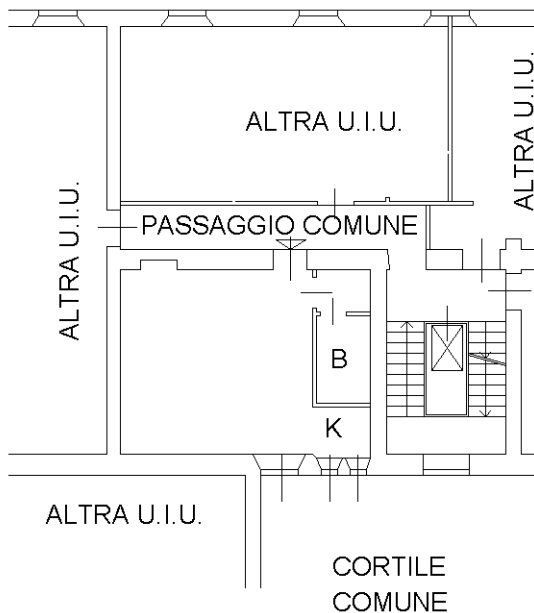 ALTRA U.I.U.
ALTRA U.I.U.
ALTRA U.I.U.
PASSAGGIO COMUNE
B
K
ALTRA U.I.U.
CORTILE
COMUNE